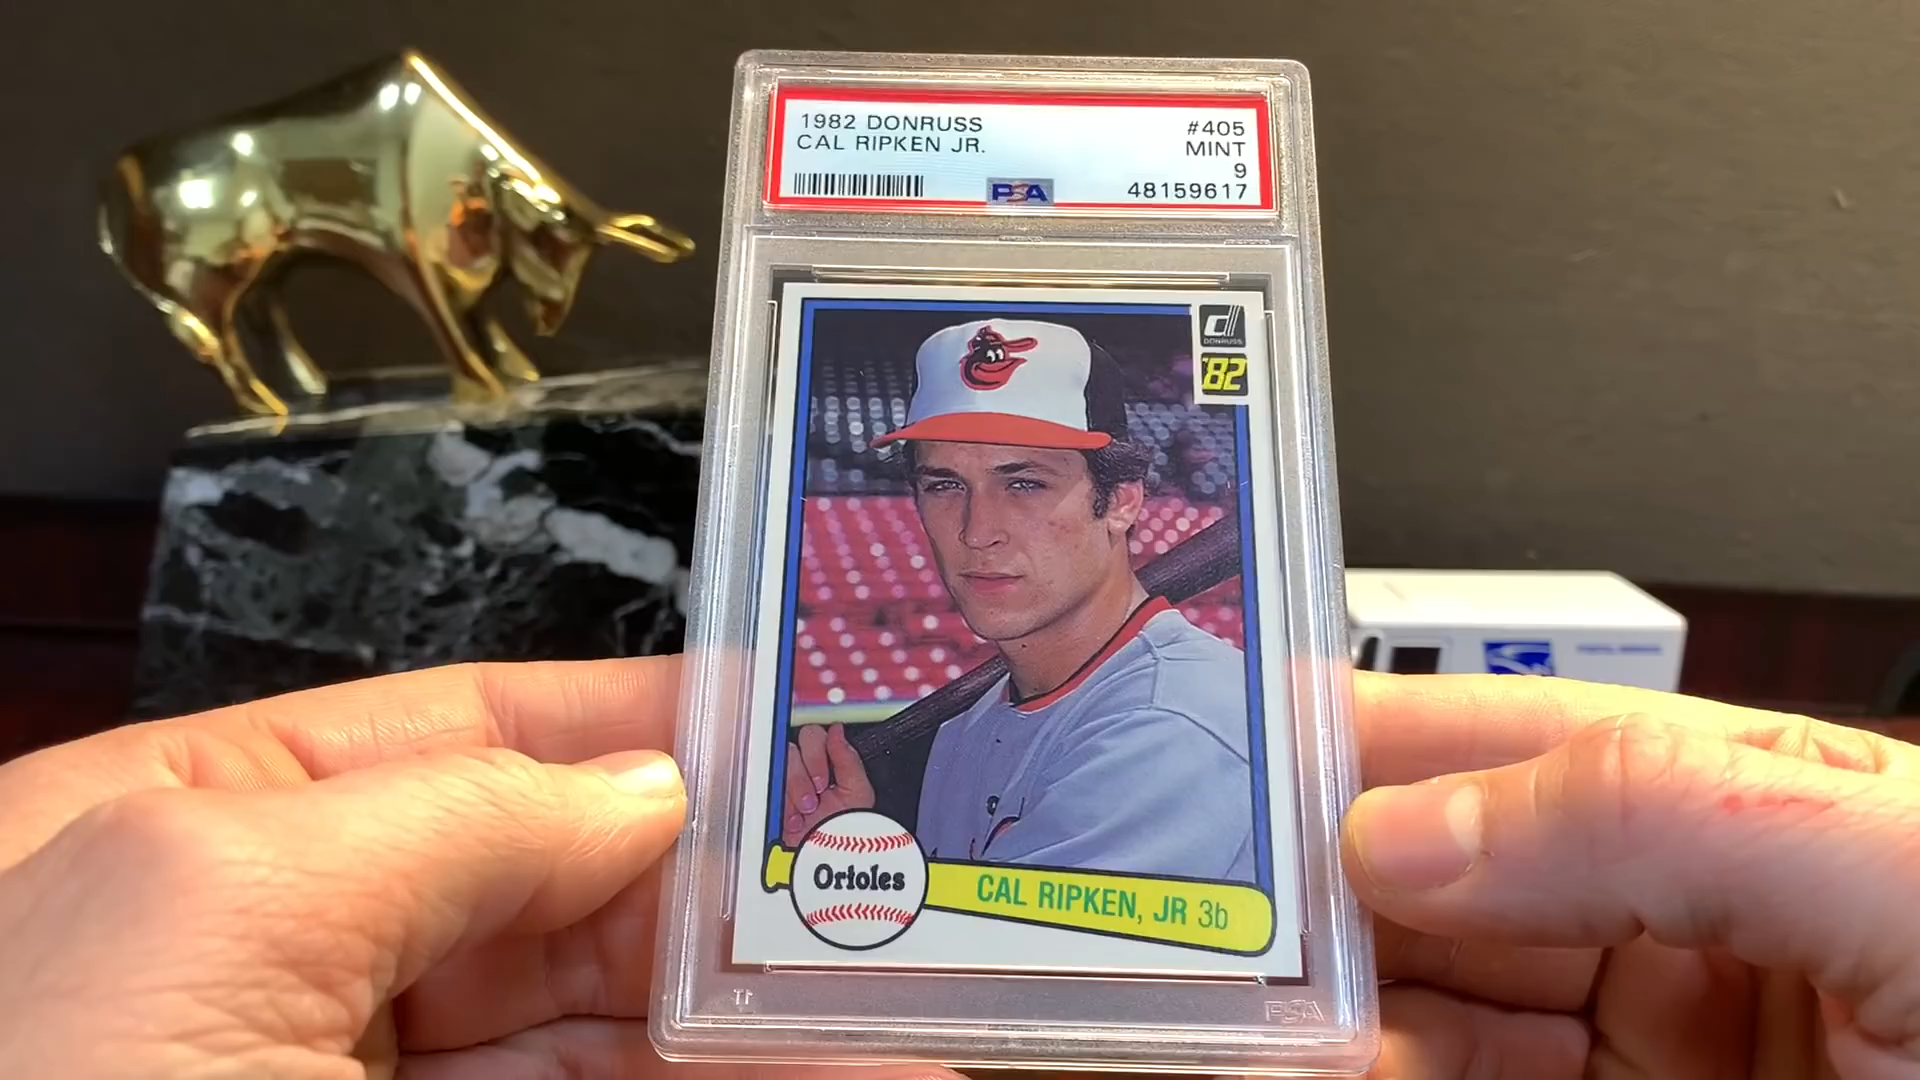 1982 DONRUSS #405
CAL RIPKEN JR. MINT
9
PSA 48159617
d
DONRUSS
'82
Orioles
CAL RIPKEN, JR 3b
PSA